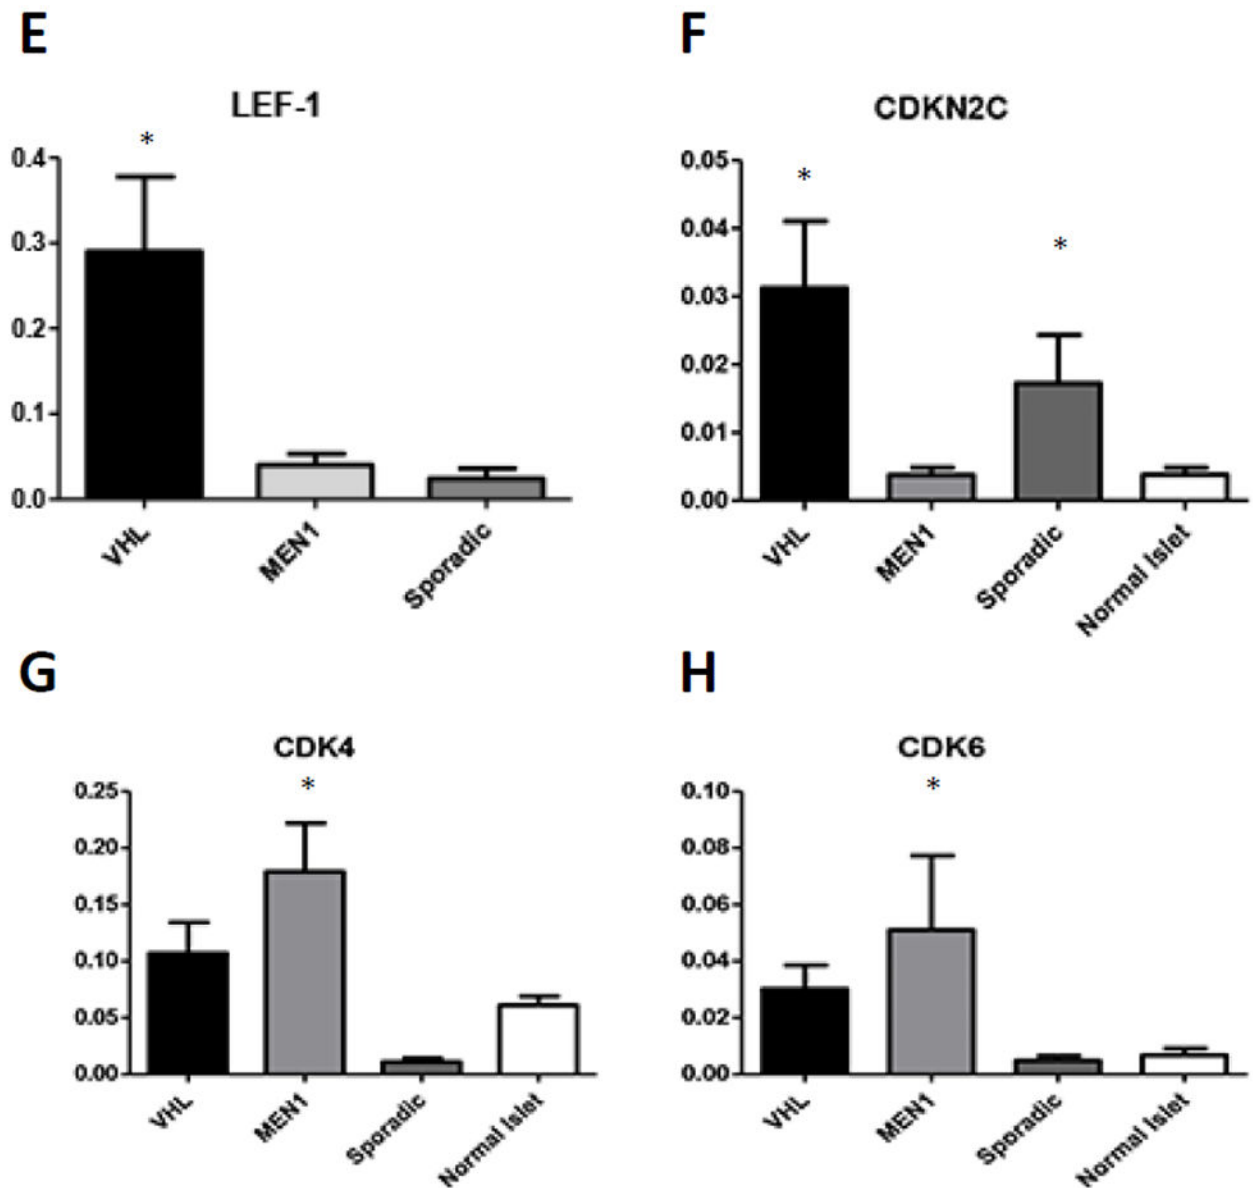 E
LEF-1
*
0.4
0.3
0.2
0.1
0.0
VHL
MEN1
Sporadic
F
CDKN2C
*
*
0.05
0.04
0.03
0.02
0.01
0.00
VHL
MEN1
Sporadic
Normal Islet
G
CDK4
*
0.25
0.20
0.15
0.10
0.05
0.00
VHL
MEN1
Sporadic
Normal Islet
H
CDK6
*
0.10
0.08
0.06
0.04
0.02
0.00
VHL
MEN1
Sporadic
Normal Islet